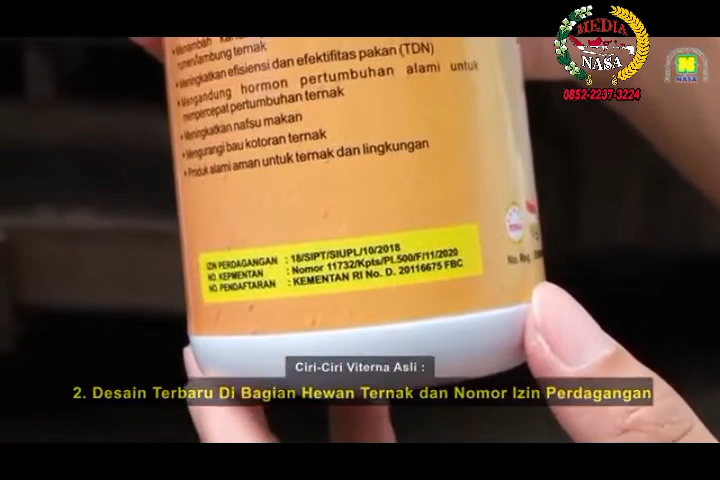 MEDIA
NASA
0852-2237-3224
NASA
• Menambah
ternak
• Meningkatkan efisiensi dan efektifitas pakan (TDN)
• Mengandung hormon pertumbuhan alami untuk
mempercepat pertumbuhan ternak
• Meningkatkan nafsu makan
• Mengurangi bau kotoran ternak
• Produk alami aman untuk ternak dan lingkungan
IZIN PERDAGANGAN : 18/SIPT/SIUPL/10/2018
NO. KEPMENTAN : Nomor 11732/Kpts/PI.500/F/11/2020
NO. PENDAFTARAN : KEMENTAN RI No. D. 20116675 FBC
No. Reg.
Ciri-Ciri Viterna Asli :
2. Desain Terbaru Di Bagian Hewan Ternak dan Nomor Izin Perdagangan